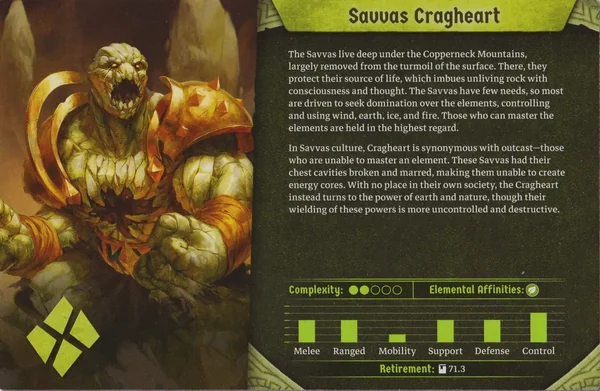 Savvas Cragheart
The Savvas live deep under the Copperneck Mountains,
largely removed from the turmoil of the surface. There, they
protect their source of life, which imbues unliving rock with
consciousness and thought. The Savvas have few needs, so most
are driven to seek domination over the elements, controlling
and using wind, earth, ice, and fire. Those who can master the
elements are held in the highest regard.
In Savvas culture, Cragheart is synonymous with outcast—those
who are unable to master an element. These Savvas had their
chest cavities broken and marred, making them unable to create
energy cores. With no place in their own society, the Cragheart
instead turns to the power of earth and nature, though their
wielding of these powers is more uncontrolled and destructive.
Complexity: Elemental Affinities:
Melee Ranged Mobility Support Defense Control
Retirement: 71.3